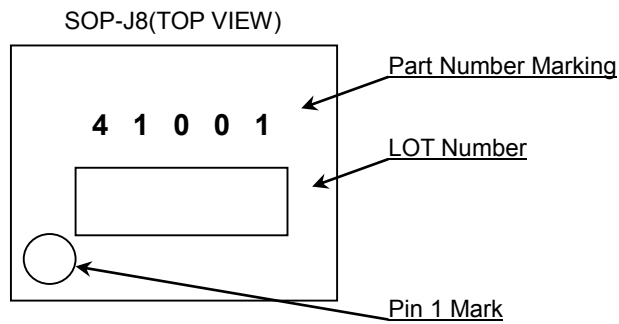 SOP-J8(TOP VIEW)
Part Number Marking
4 1 0 0 1
LOT Number
Pin 1 Mark